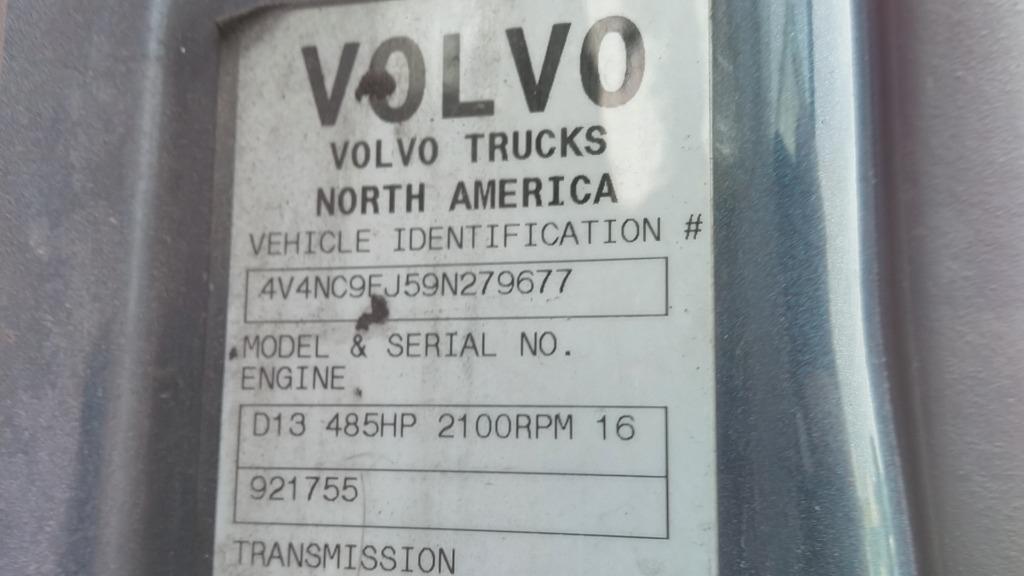 VOLVO
VOLVO TRUCKS
NORTH AMERICA
VEHICLE IDENTIFICATION #
4V4NC9EJ59N279677
MODEL & SERIAL NO.
ENGINE
D13 485HP 2100RPM 16
921755
TRANSMISSION